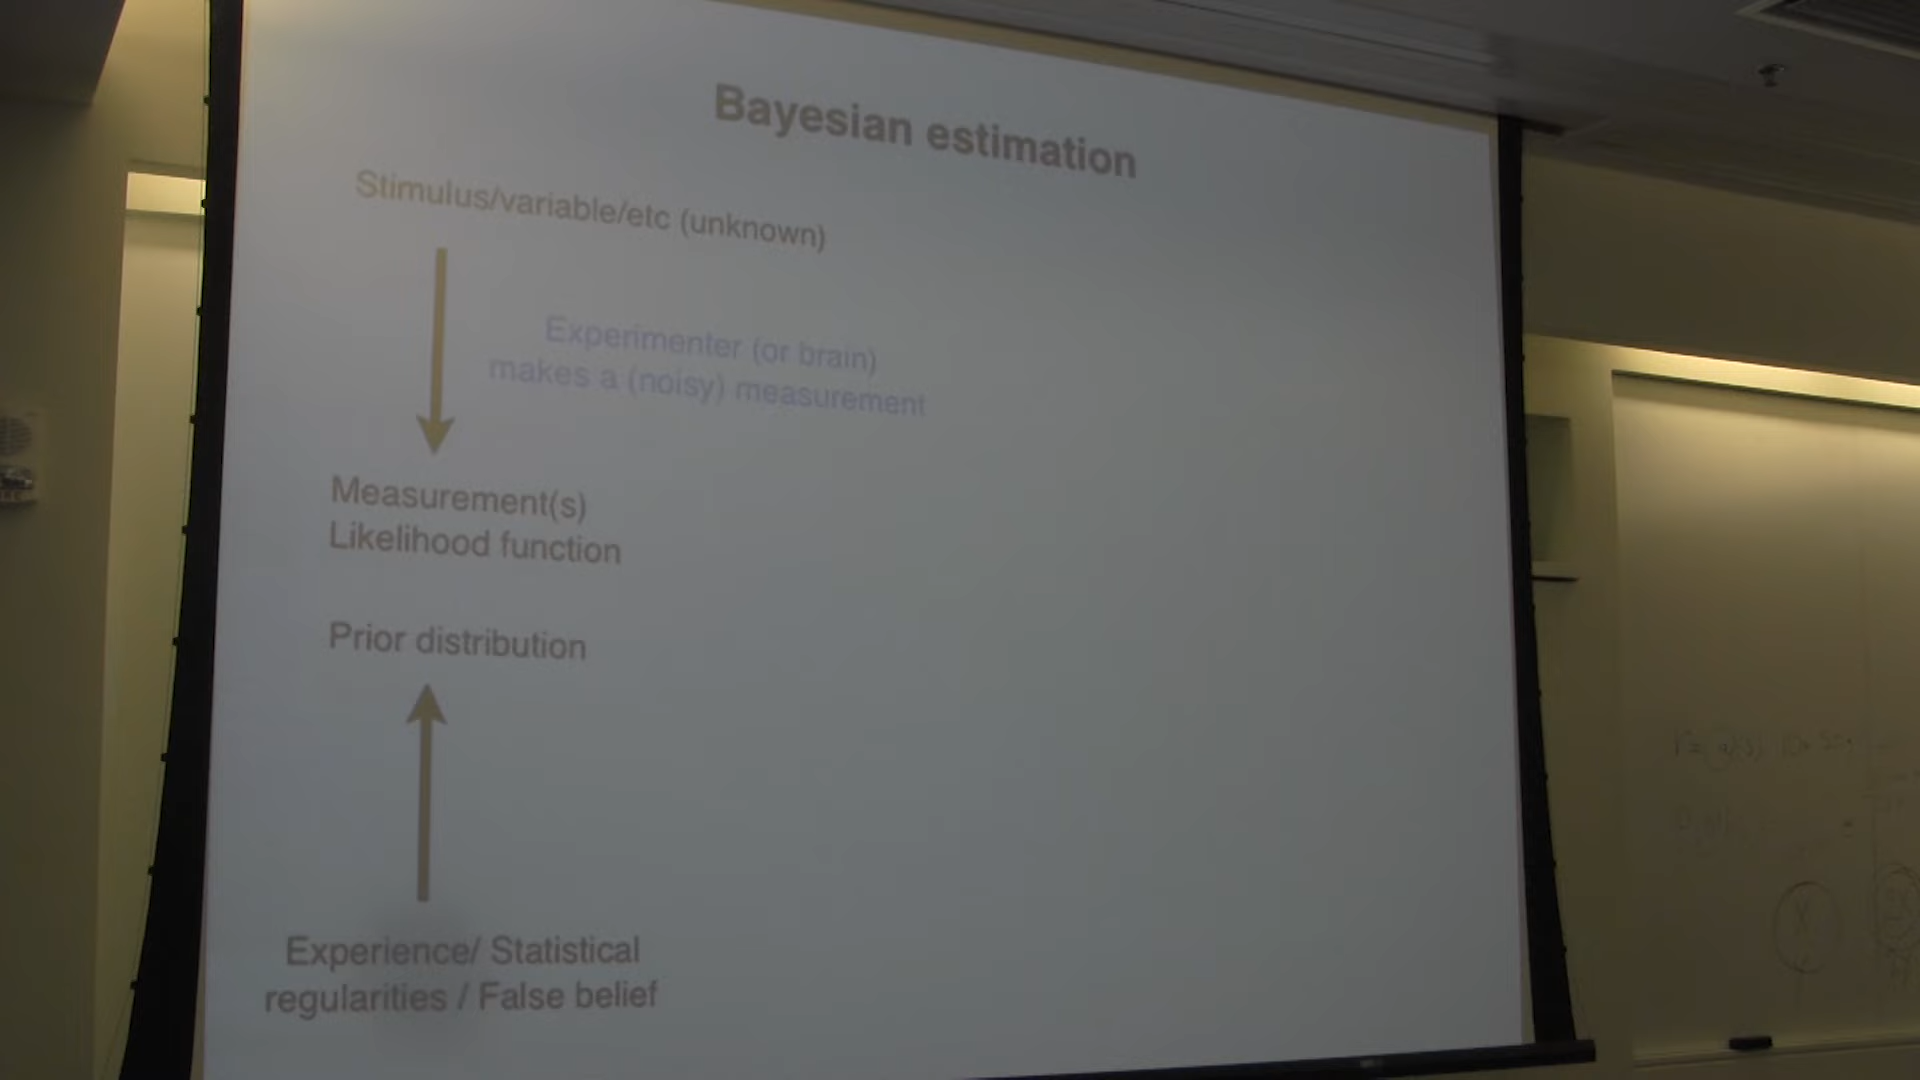 Bayesian estimation
Stimulus/variable/etc (unknown)
Experimenter (or brain)
makes a (noisy) measurement
Measurement(s)
Likelihood function
Prior distribution
Experience/ Statistical
regularities / False belief